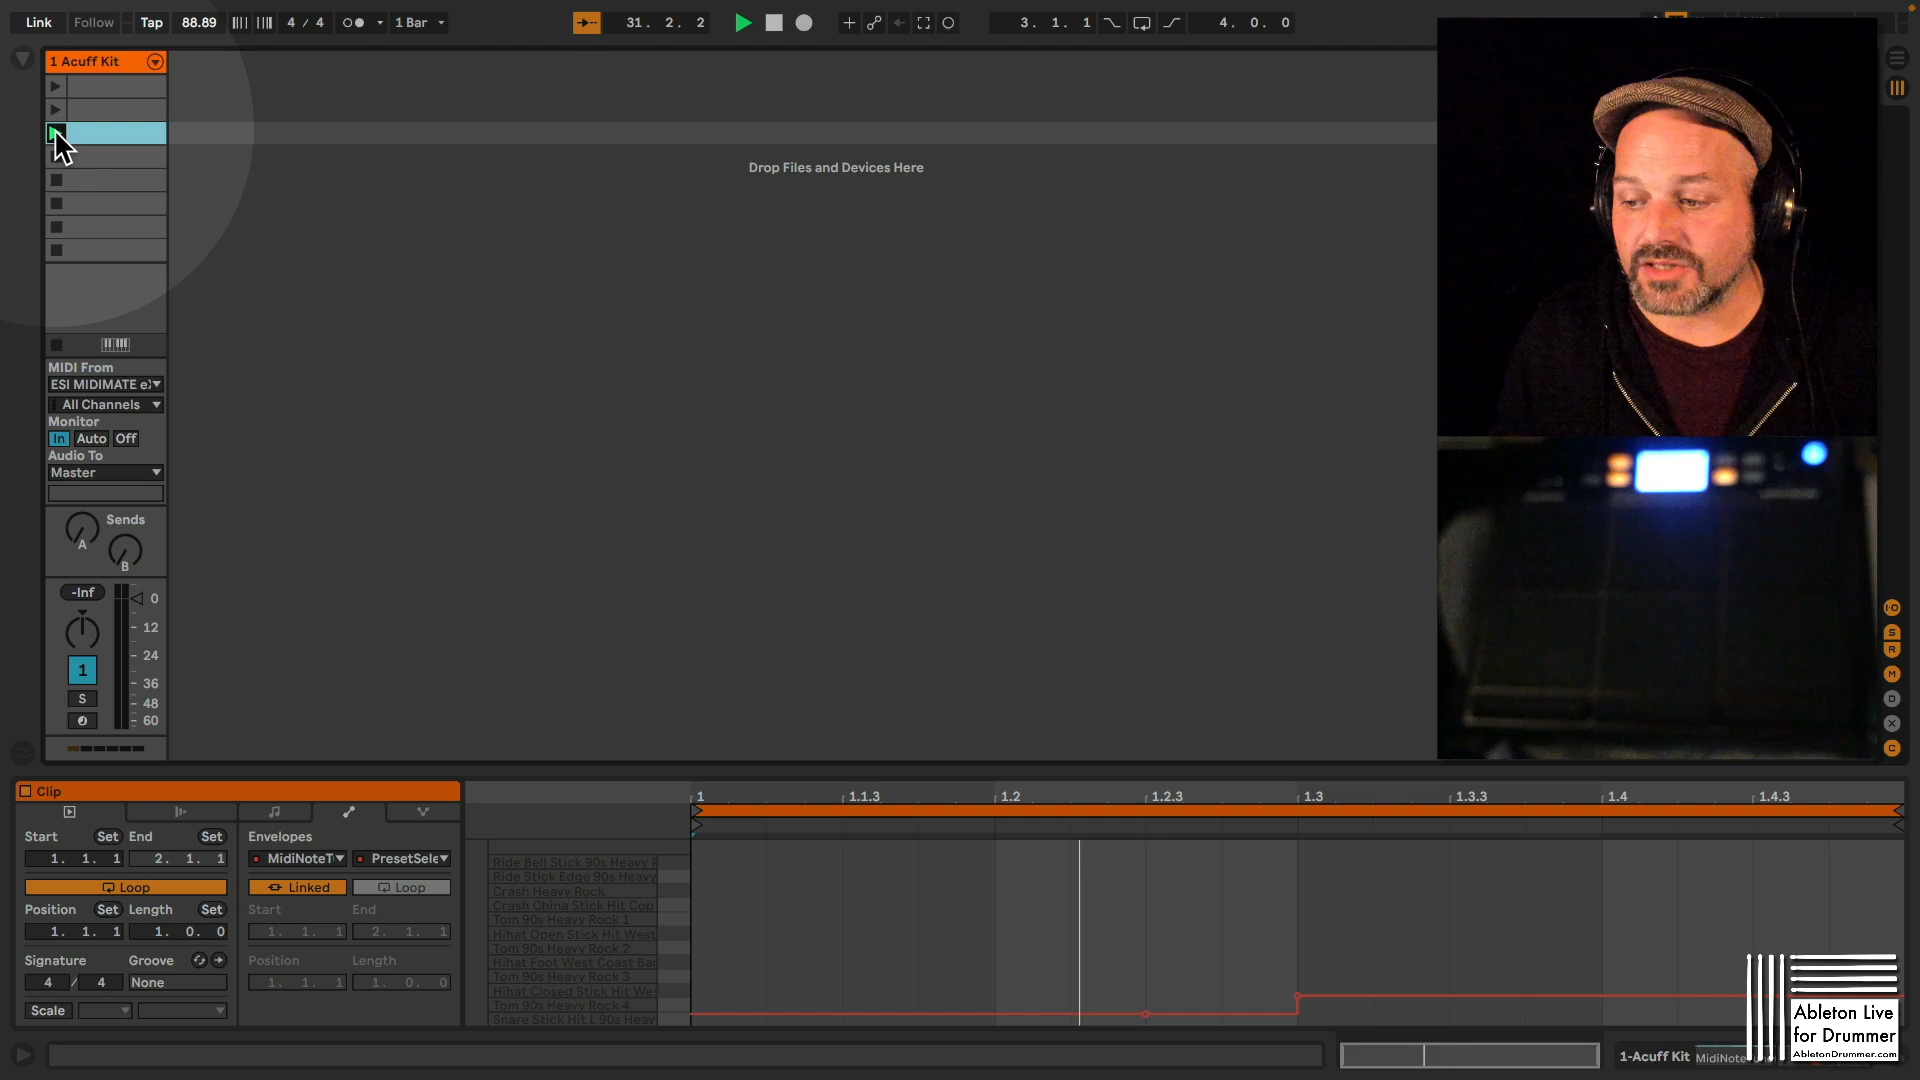 Link Follow Tap 88.89 4 / 4 1 Bar 31. 2. 2 3. 1. 1 4. 0. 0
1 Acuff Kit
Drop Files and Devices Here
MIDI From
ESI MIDIMATE e
All Channels
Monitor
In Auto Off
Audio To
Master
Sends
A
B
-Inf 0
12
24
1
36
S
48
60
I·O
S
R
M
D
X
C
Clip
Start Set End Set
1. 1. 1 2. 1. 1
Loop
Position Set Length Set
1. 1. 1 1. 0. 0
Signature Groove
4 / 4 None
Scale
Envelopes
MidiNoteT PresetSele
Linked Loop
Start End
1. 1. 1 2. 1. 1
Position Length
1. 1. 1 1. 0. 0
1 1.1.3 1.2 1.2.3 1.3 1.3.3 1.4 1.4.3
Ride Bell Stick 90s Heavy R
Ride Stick Edge 90s Heavy
Crash Heavy Rock
Crash China Stick Hit Cop
Tom 90s Heavy Rock 1
Hihat Open Stick Hit West
Tom 90s Heavy Rock 2
Hihat Foot West Coast Bar
Tom 90s Heavy Rock 3
Hihat Closed Stick Hit Wes
Tom 90s Heavy Rock 4
Snare Stick Hit L 90s Heav
Ableton Live
for Drummer
AbletonDrummer.com
1-Acuff Kit MidiNote